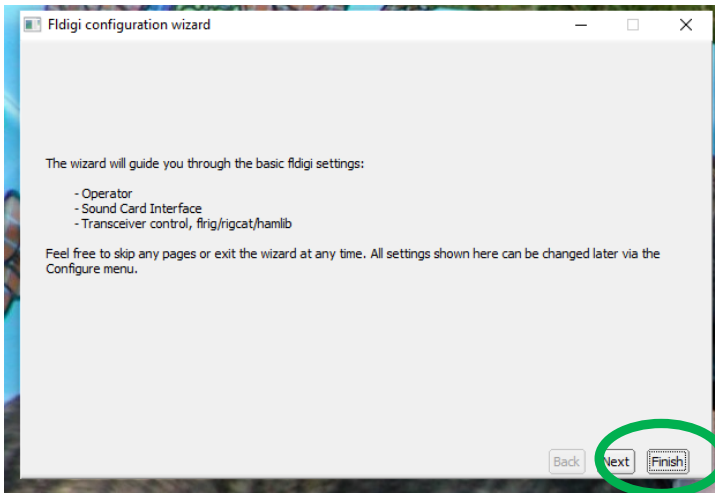 Fldigi configuration wizard
The wizard will guide you through the basic fldigi settings:
- Operator
- Sound Card Interface
- Transceiver control, flrig/rigcat/hamlib
Feel free to skip any pages or exit the wizard at any time. All settings shown here can be changed later via the
Configure menu.
Back Next Finish